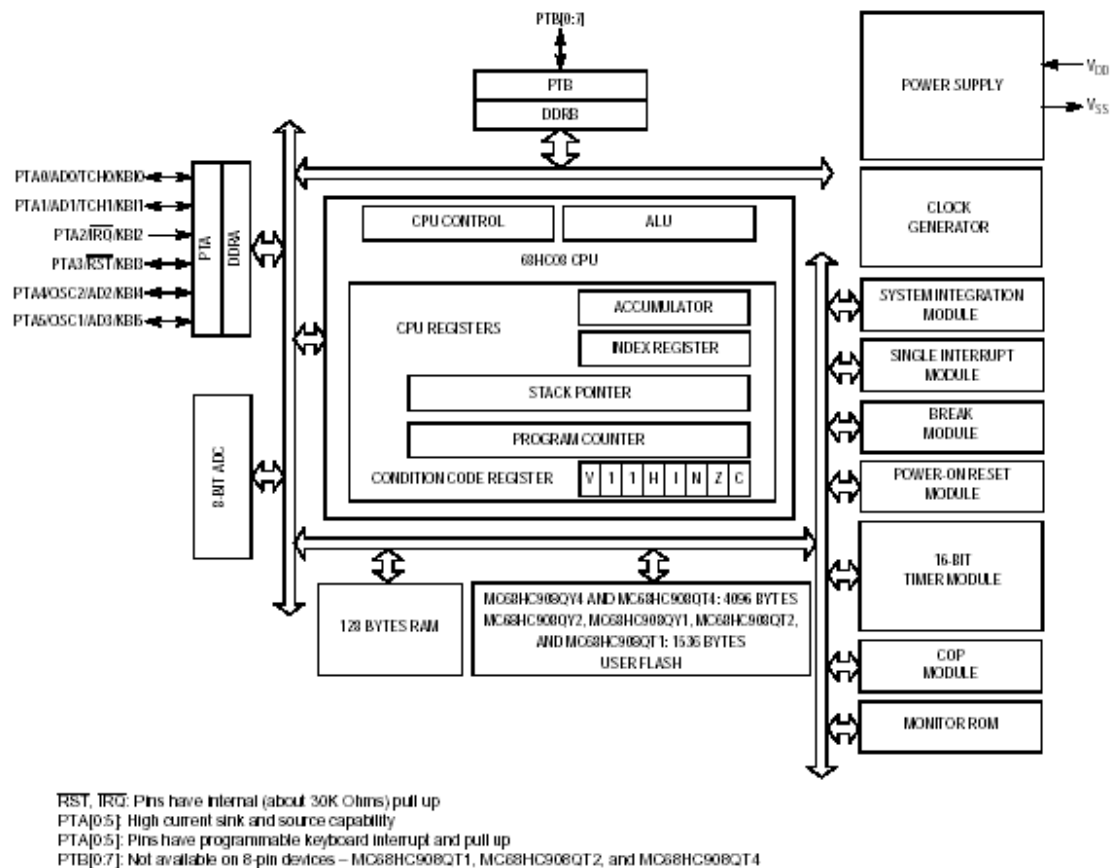 PTB[0:7]
PTB
DDRB
POWER SUPPLY
VDD
VSS
PTA0/AD0/TCH0/KBI0
PTA1/AD1/TCH1/KBI1
PTA2/IRQ/KBI2
PTA3/RST/KBI3
PTA4/OSC2/AD2/KBI4
PTA5/OSC1/AD3/KBI5
PTA
DDRA
CLOCK
GENERATOR
CPU CONTROL
ALU
68HC08 CPU
CPU REGISTERS
ACCUMULATOR
INDEX REGISTER
STACK POINTER
PROGRAM COUNTER
CONDITION CODE REGISTER
V 1 1 H I N Z C
8-BIT ADC
SYSTEM INTEGRATION
MODULE
SINGLE INTERRUPT
MODULE
BREAK
MODULE
POWER-ON RESET
MODULE
16-BIT
TIMER MODULE
COP
MODULE
MONITOR ROM
128 BYTES RAM
MC68HC908QY4 AND MC68HC908QT4: 4096 BYTES
MC68HC908QY2, MC68HC908QY1, MC68HC908QT2,
AND MC68HC908QT1: 1536 BYTES
USER FLASH
RST, IRQ: Pins have internal (about 30K Ohms) pull up
PTA[0:5]: High current sink and source capability
PTA[0:5]: Pins have programmable keyboard interrupt and pull up
PTB[0:7]: Not available on 8-pin devices – MC68HC908QT1, MC68HC908QT2, and MC68HC908QT4